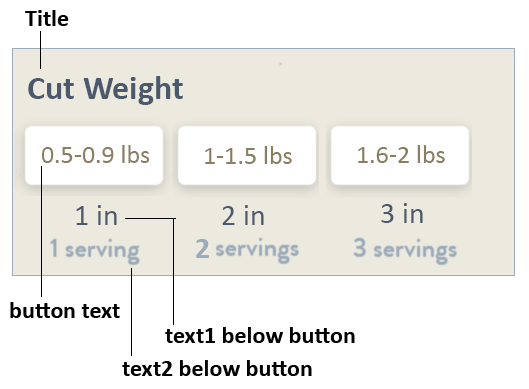 Title
Cut Weight
0.5-0.9 lbs
1-1.5 lbs
1.6-2 lbs
1 in
2 in
3 in
1 serving
2 servings
3 servings
button text
text1 below button
text2 below button